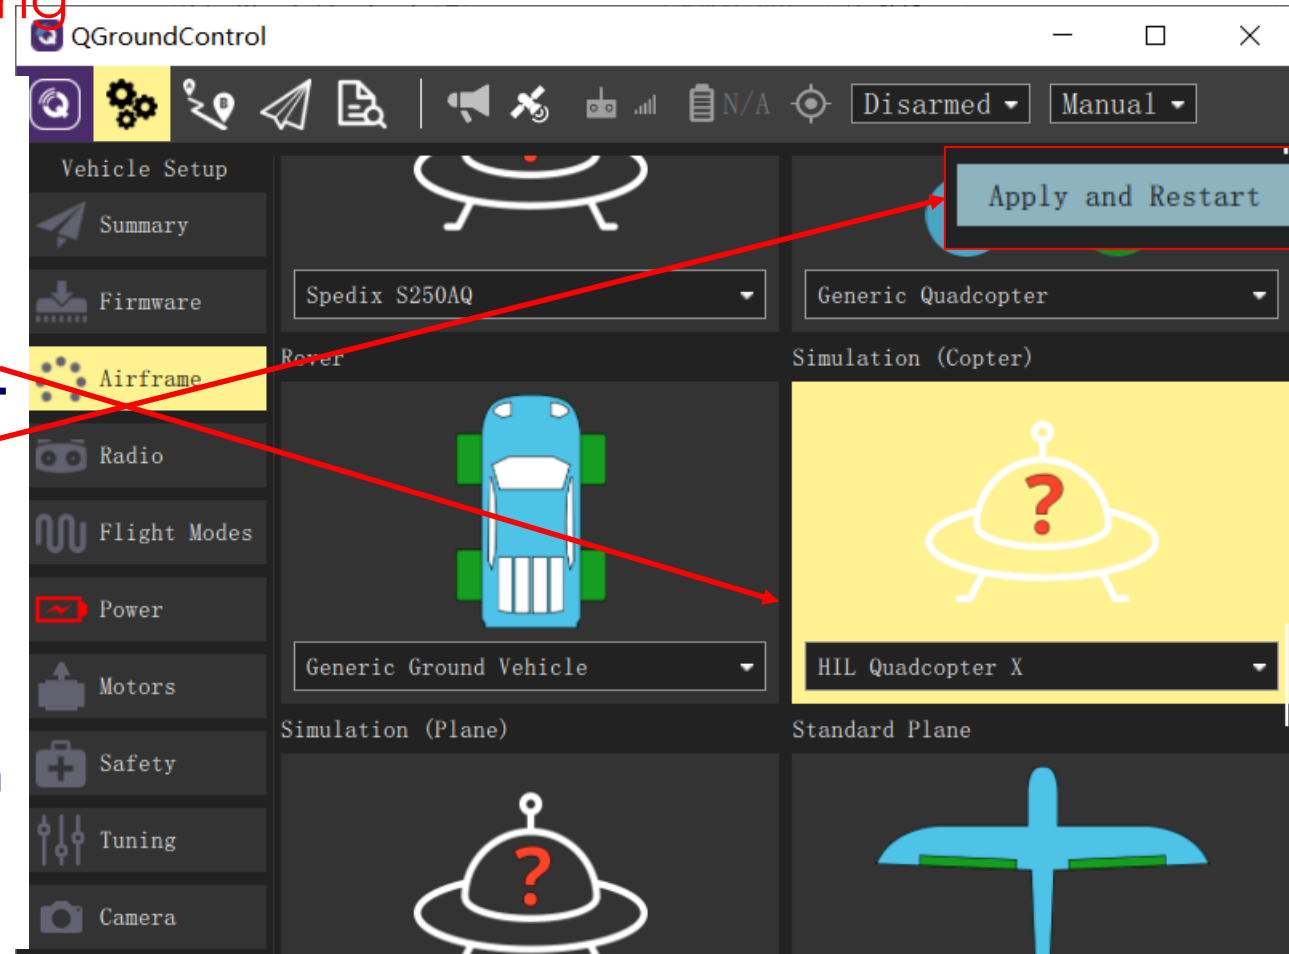 ng
QGroundControl
N/A
Disarmed
Manual
Vehicle Setup
Apply and Restart
Summary
Spedix S250AQ
Generic Quadcopter
Firmware
Rover
Simulation (Copter)
Airframe
Radio
Flight Modes
Power
Generic Ground Vehicle
HIL Quadcopter X
Motors
Simulation (Plane)
Standard Plane
Safety
Tuning
Camera